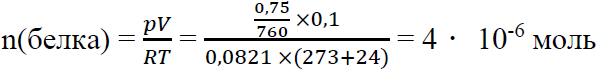 n(белка) = pV/RT = (0,75/760 ×0,1)/(0,0821 ×(273+24)) = 4 · 10⁻⁶ моль